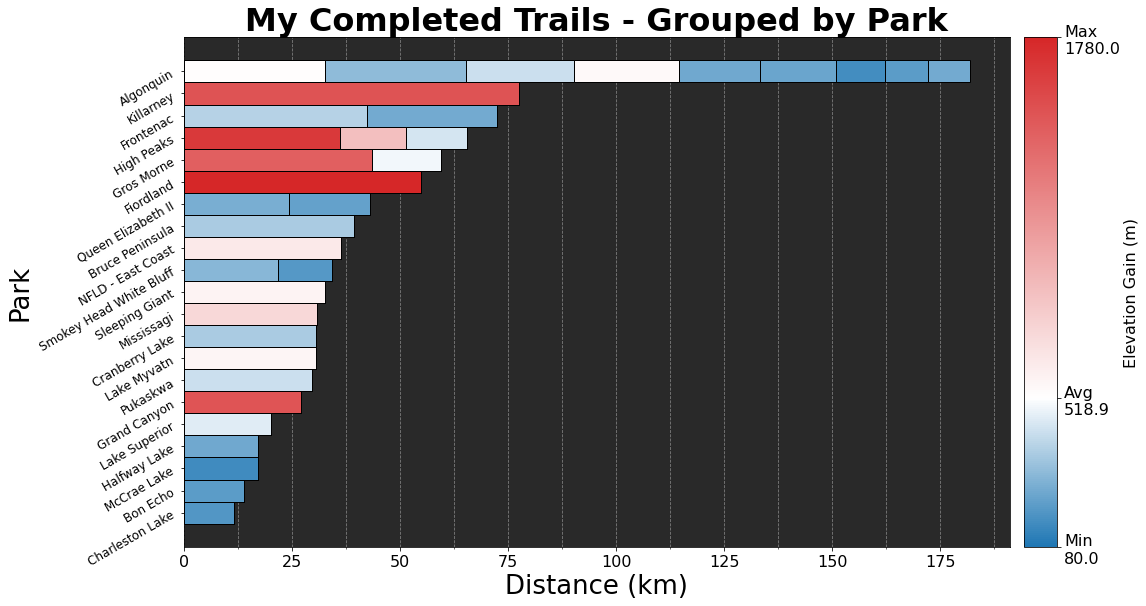 My Completed Trails - Grouped by Park
Max
1780.0
Algonquin
Killarney
Frontenac
High Peaks
Gros Morne
Fiordland
Queen Elizabeth II
Bruce Peninsula
NFLD - East Coast
Smokey Head White Bluff
Sleeping Giant
Mississagi
Cranberry Lake
Lake Myvatn
Pukaskwa
Grand Canyon
Lake Superior
Halfway Lake
McCrae Lake
Bon Echo
Charleston Lake
Park
Elevation Gain (m)
Avg
518.9
Min
80.0
0 25 50 75 100 125 150 175
Distance (km)